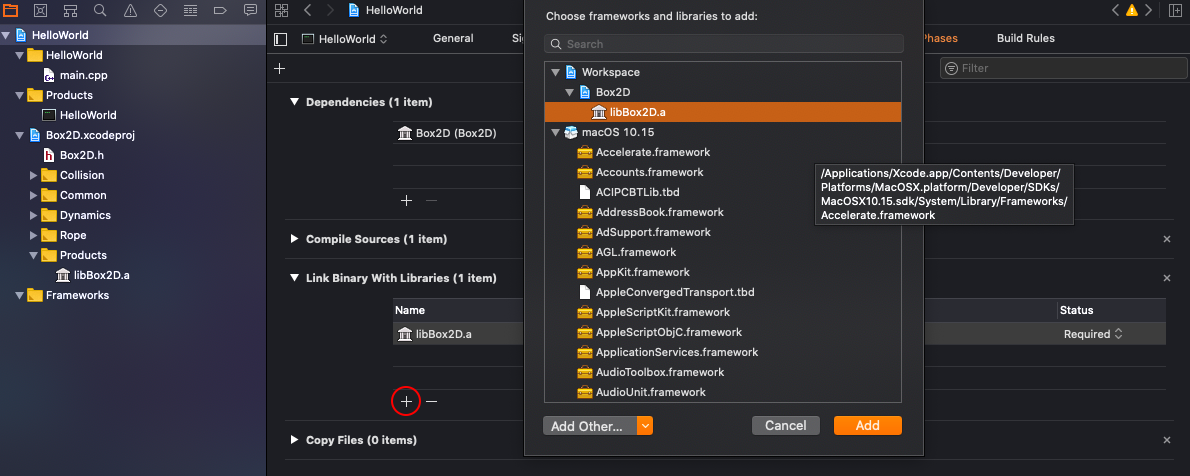 HelloWorld
HelloWorld
main.cpp
Products
HelloWorld
Box2D.xcodeproj
Box2D.h
Collision
Common
Dynamics
Rope
Products
libBox2D.a
Frameworks
HelloWorld
HelloWorld
General
Phases
Build Rules
Filter
Dependencies (1 item)
Box2D (Box2D)
Compile Sources (1 item)
Link Binary With Libraries (1 item)
Name
Status
libBox2D.a
Required
Copy Files (0 items)
Choose frameworks and libraries to add:
Search
Workspace
Box2D
libBox2D.a
macOS 10.15
Accelerate.framework
Accounts.framework
ACIPCBTLib.tbd
AddressBook.framework
AdSupport.framework
AGL.framework
AppKit.framework
AppleConvergedTransport.tbd
AppleScriptKit.framework
AppleScriptObjC.framework
ApplicationServices.framework
AudioToolbox.framework
AudioUnit.framework
Add Other...
Cancel
Add
/Applications/Xcode.app/Contents/Developer/
Platforms/MacOSX.platform/Developer/SDKs/
MacOSX10.15.sdk/System/Library/Frameworks/
Accelerate.framework